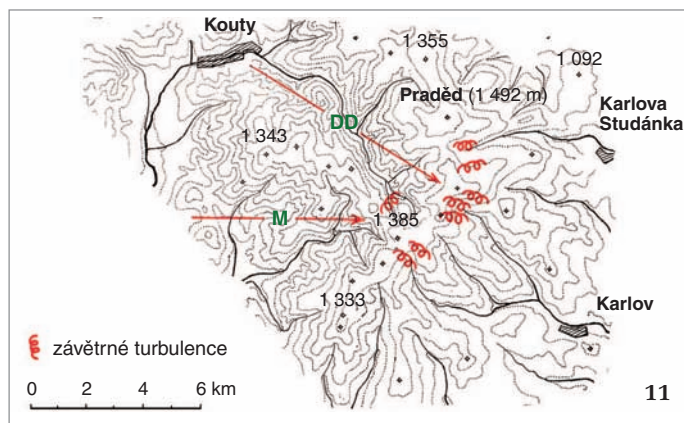 Kouty
1 355
1 092
Praděd (1 492 m)
Karlova
Studánka
DD
1 343
M
1 385
1 333
Karlov
závětrné turbulence
0 2 4 6 km
11